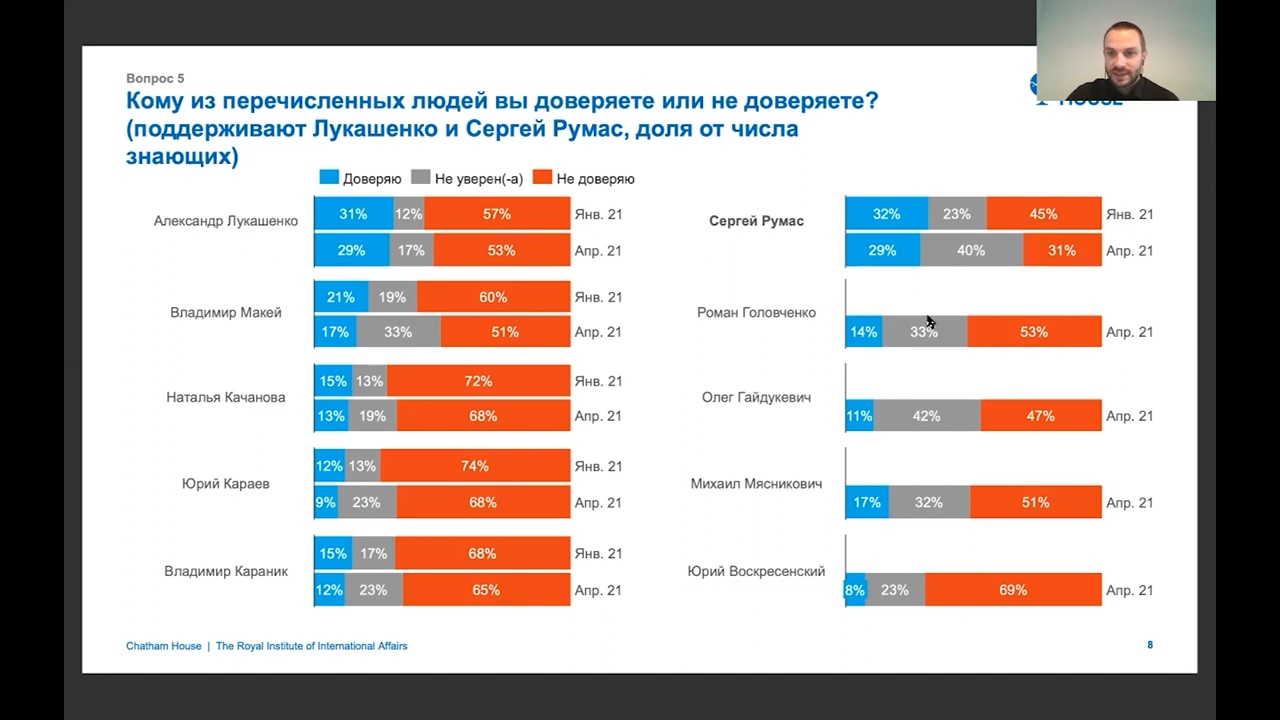 Вопрос 5
Кому из перечисленных людей вы доверяете или не доверяете?
(поддерживают Лукашенко и Сергей Румас, доля от числа
знающих)
HOUSE
Доверяю Не уверен(-а) Не доверяю
Александр Лукашенко
31% 12% 57% Янв. 21
29% 17% 53% Апр. 21
Владимир Макей
21% 19% 60% Янв. 21
17% 33% 51% Апр. 21
Наталья Качанова
15% 13% 72% Янв. 21
13% 19% 68% Апр. 21
Юрий Караев
12% 13% 74% Янв. 21
9% 23% 68% Апр. 21
Владимир Караник
15% 17% 68% Янв. 21
12% 23% 65% Апр. 21
Сергей Румас
32% 23% 45% Янв. 21
29% 40% 31% Апр. 21
Роман Головченко
14% 33% 53% Апр. 21
Олег Гайдукевич
11% 42% 47% Апр. 21
Михаил Мясникович
17% 32% 51% Апр. 21
Юрий Воскресенский
8% 23% 69% Апр. 21
Chatham House | The Royal Institute of International Affairs
8